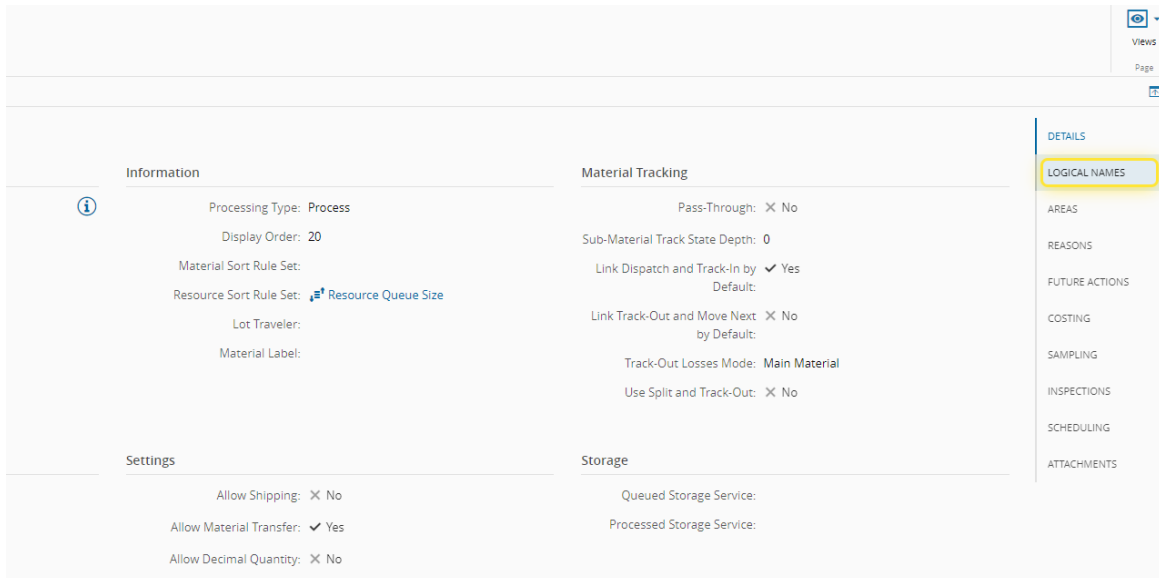 Views
Page
DETAILS
LOGICAL NAMES
AREAS
REASONS
FUTURE ACTIONS
COSTING
SAMPLING
INSPECTIONS
SCHEDULING
ATTACHMENTS
Information
Processing Type: Process
Display Order: 20
Material Sort Rule Set:
Resource Sort Rule Set: Resource Queue Size
Lot Traveler:
Material Label:
Material Tracking
Pass-Through: No
Sub-Material Track State Depth: 0
Link Dispatch and Track-In by Yes
Default:
Link Track-Out and Move Next No
by Default:
Track-Out Losses Mode: Main Material
Use Split and Track-Out: No
Settings
Allow Shipping: No
Allow Material Transfer: Yes
Allow Decimal Quantity: No
Storage
Queued Storage Service:
Processed Storage Service: